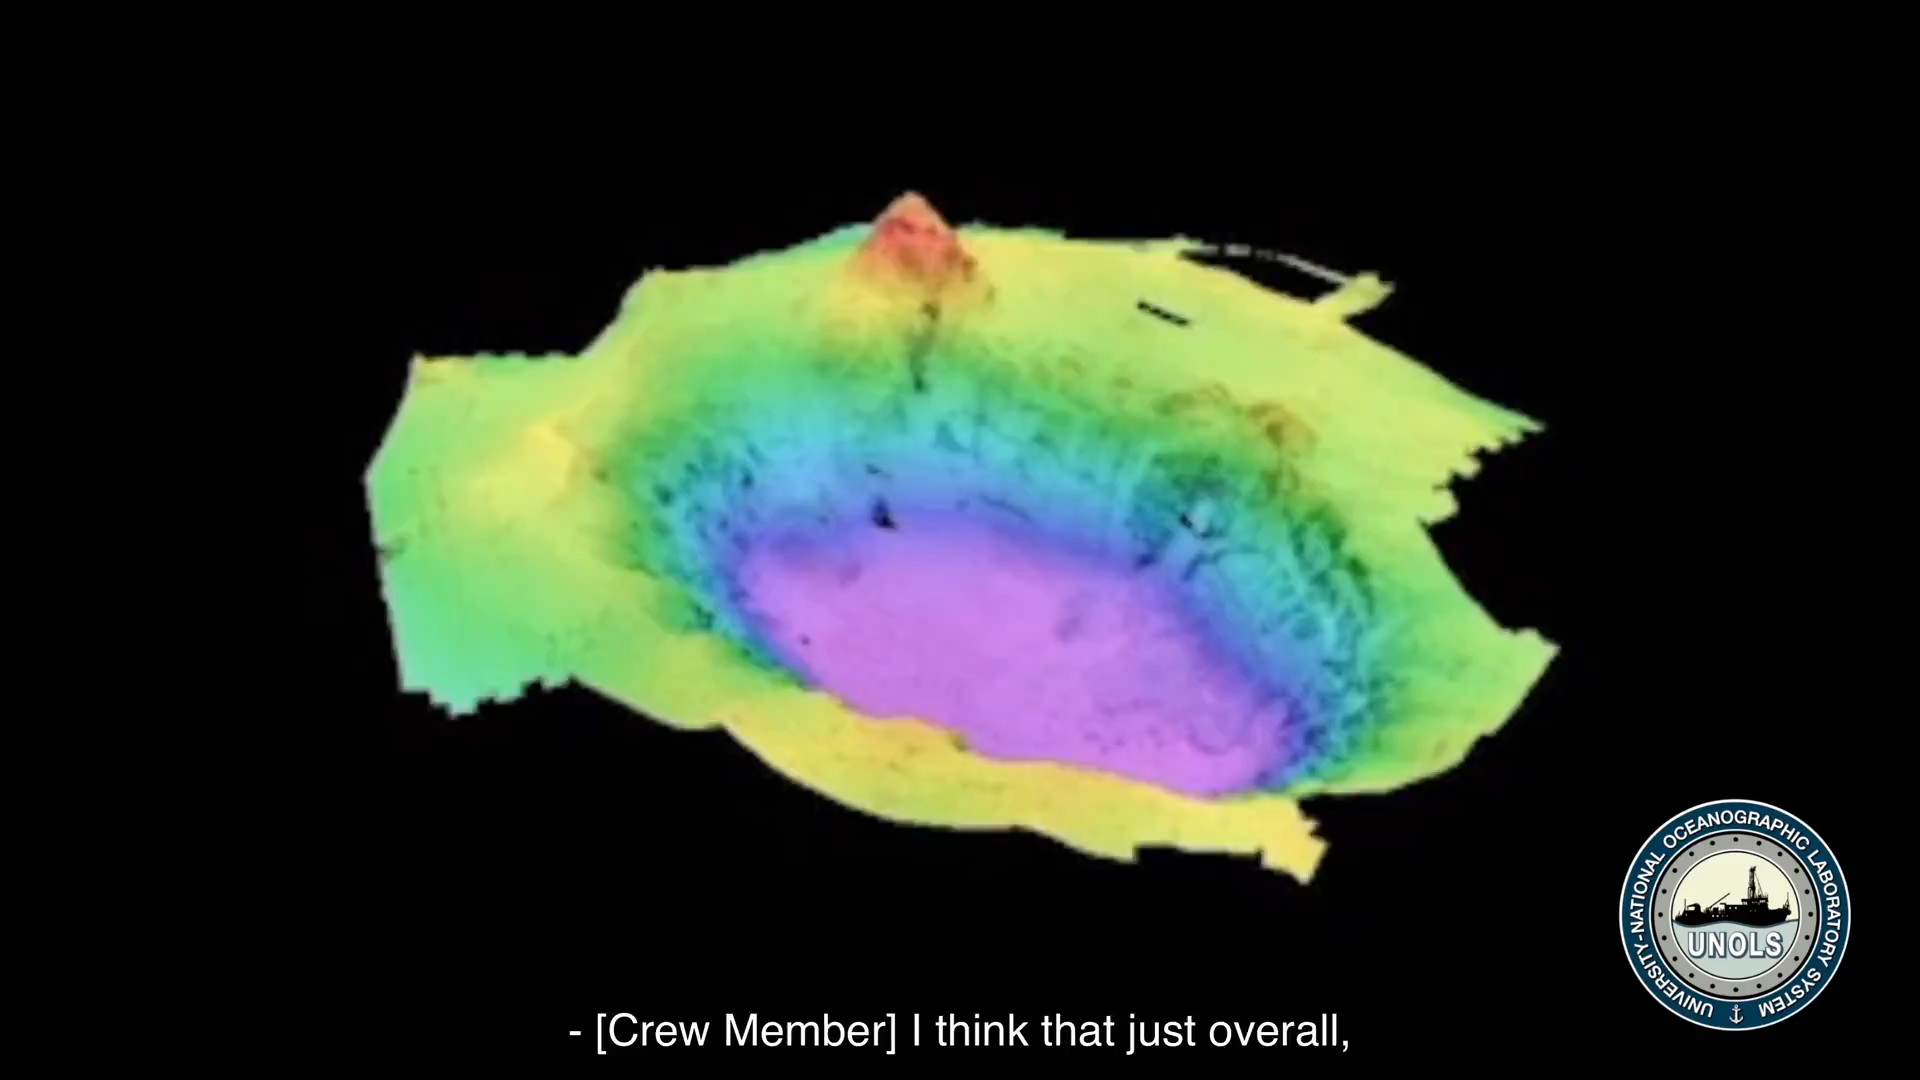 UNIVERSITY-NATIONAL OCEANOGRAPHIC LABORATORY SYSTEM
UNOLS
- [Crew Member] I think that just overall,